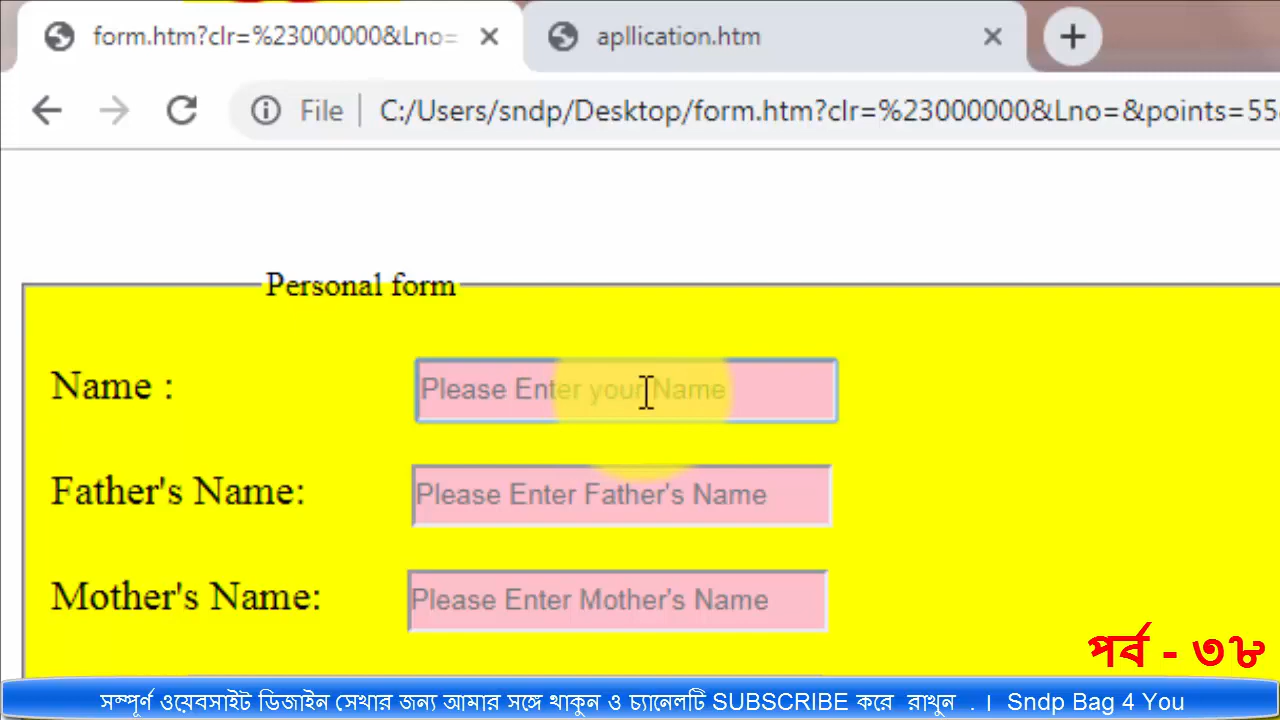 form.htm?clr=%23000000&Lno=
apllication.htm
File
C:/Users/sndp/Desktop/form.htm?clr=%23000000&Lno=&points=55
Personal form
Name :
Please Enter your Name
Father's Name:
Please Enter Father's Name
Mother's Name:
Please Enter Mother's Name
পর্ব - ৩৮
সম্পূর্ণ ওয়েবসাইট ডিজাইন সেখার জন্য আমার সঙ্গে থাকুন ও চ্যানেলটি SUBSCRIBE করে রাখুন . । Sndp Bag 4 You